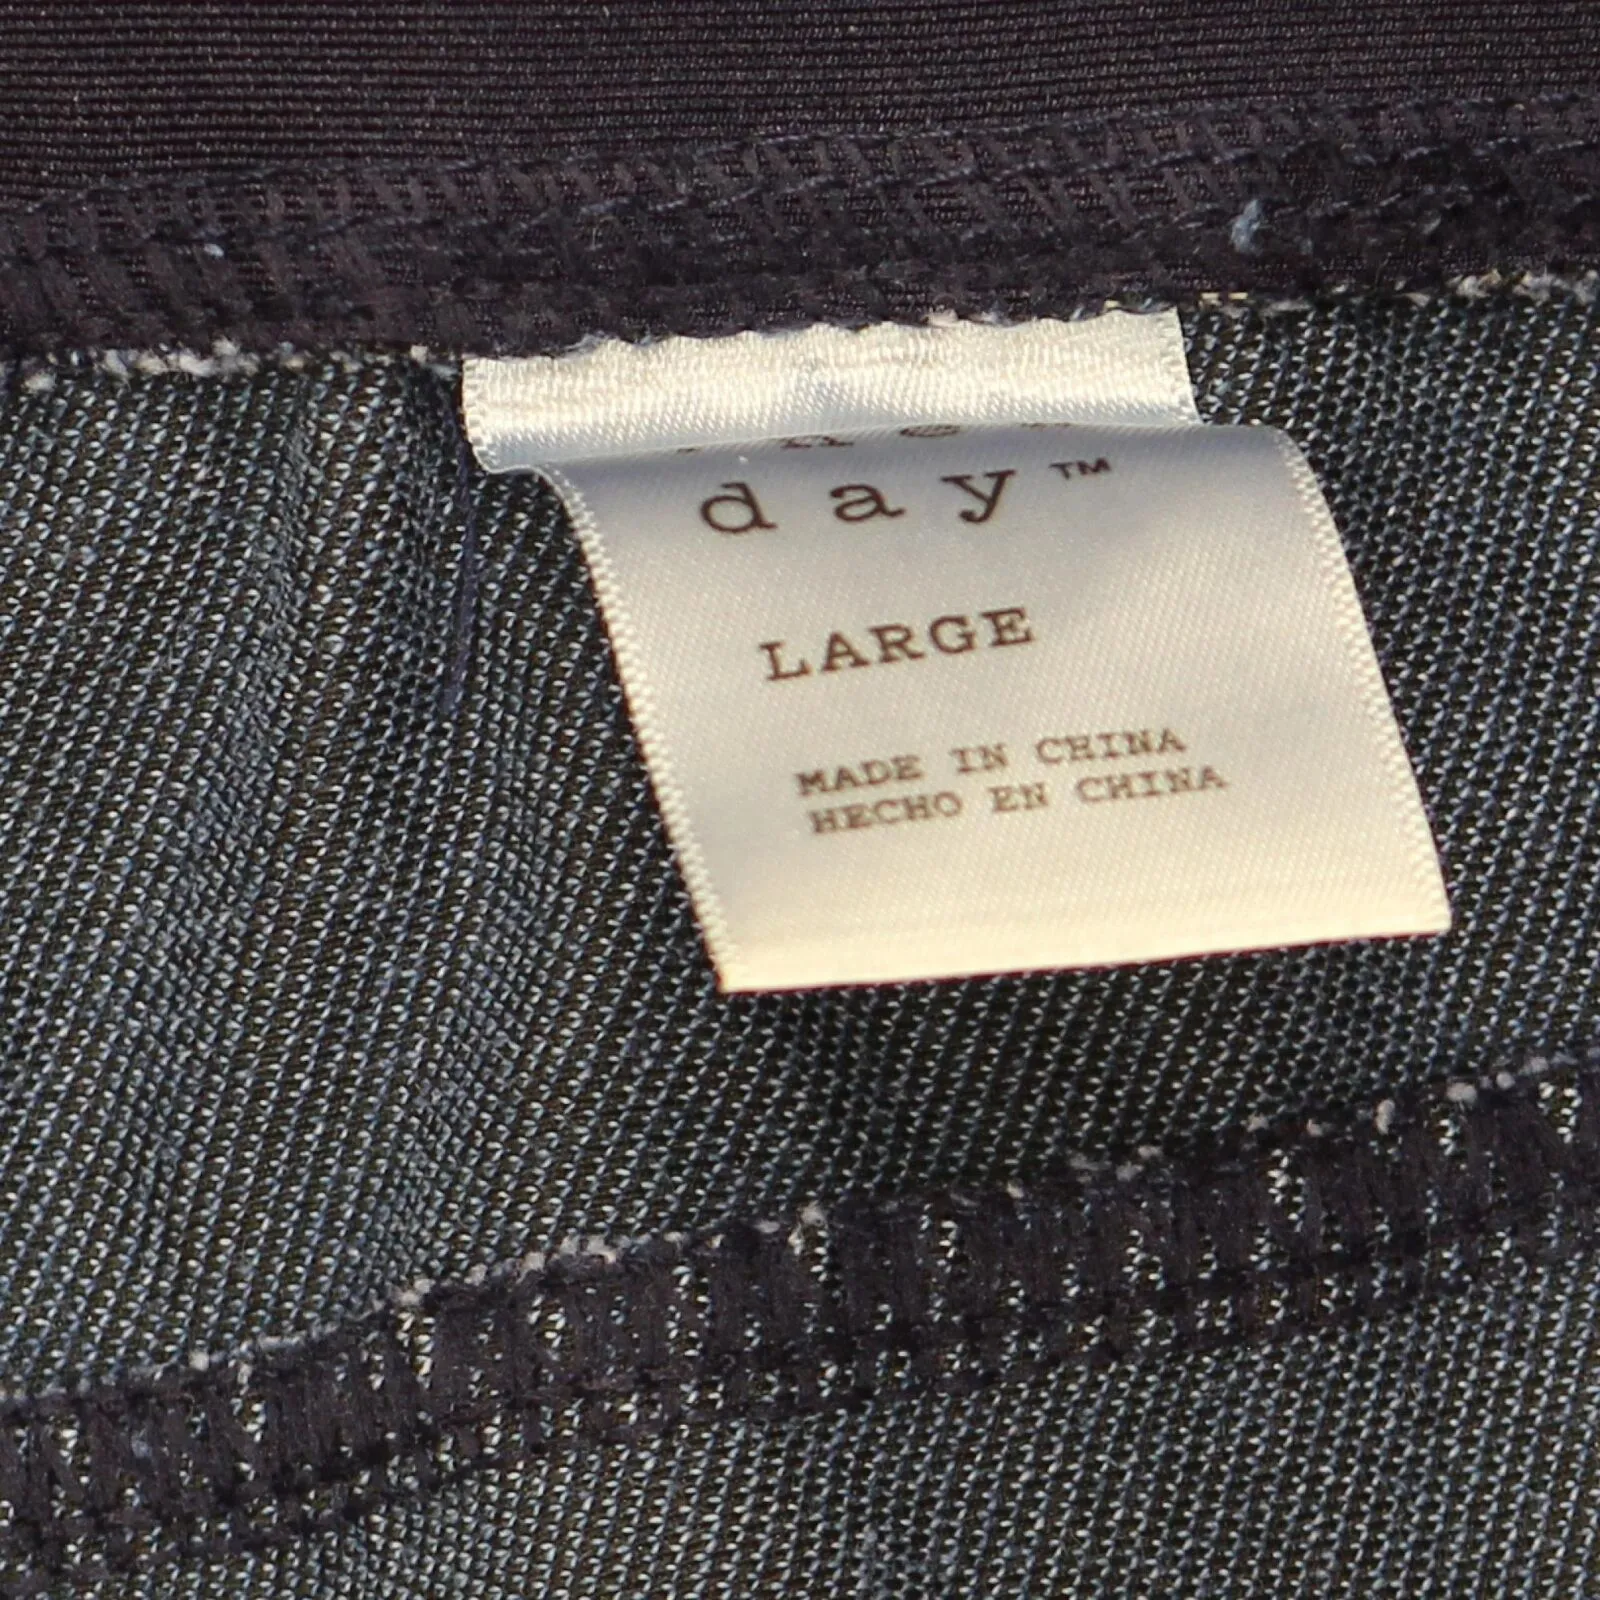 day™
LARGE
MADE IN CHINA
HECHO EN CHINA